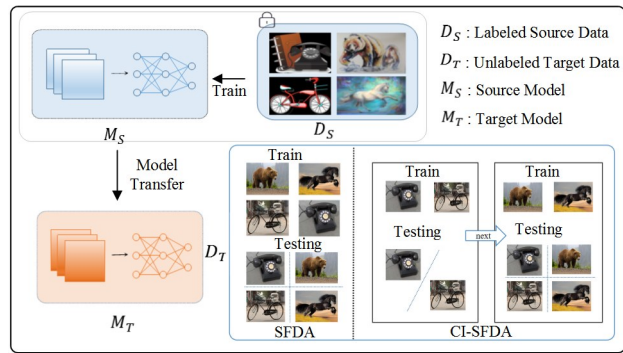 D_S : Labeled Source Data
D_T : Unlabeled Target Data
M_S : Source Model
M_T : Target Model
Train
M_S
D_S
Model
Transfer
M_T
D_T
Train
Testing
SFDA
Train
Testing
next
Train
Testing
CI-SFDA